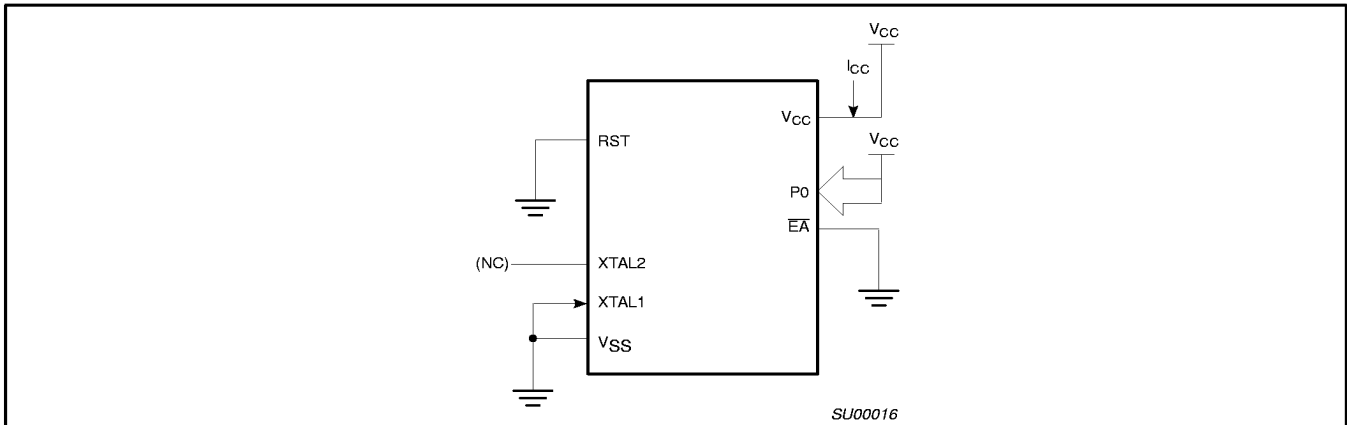 VCC
ICC
VCC
RST
VCC
P0
EA
(NC)
XTAL2
XTAL1
VSS
SU00016